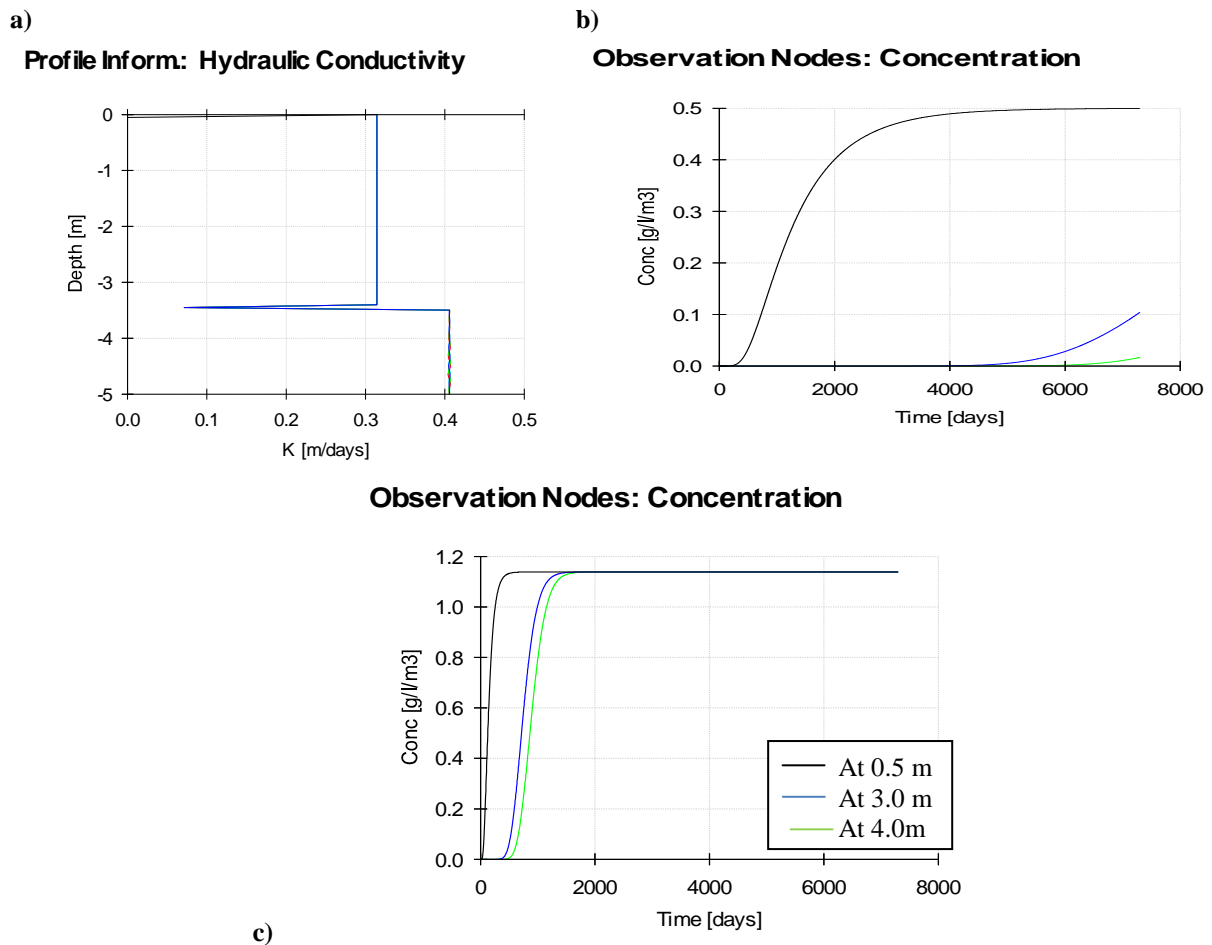 a)
Profile Inform.: Hydraulic Conductivity
0
-1
-2
-3
-4
-5
Depth [m]
0.0 0.1 0.2 0.3 0.4 0.5
K [m/days]
b)
Observation Nodes: Concentration
0.5
0.4
0.3
0.2
0.1
0.0
Conc [g/l/m3]
0 2000 4000 6000 8000
Time [days]
Observation Nodes: Concentration
1.2
1.0
0.8
0.6
0.4
0.2
0.0
Conc [g/l/m3]
At 0.5 m
At 3.0 m
At 4.0m
0 2000 4000 6000 8000
Time [days]
c)